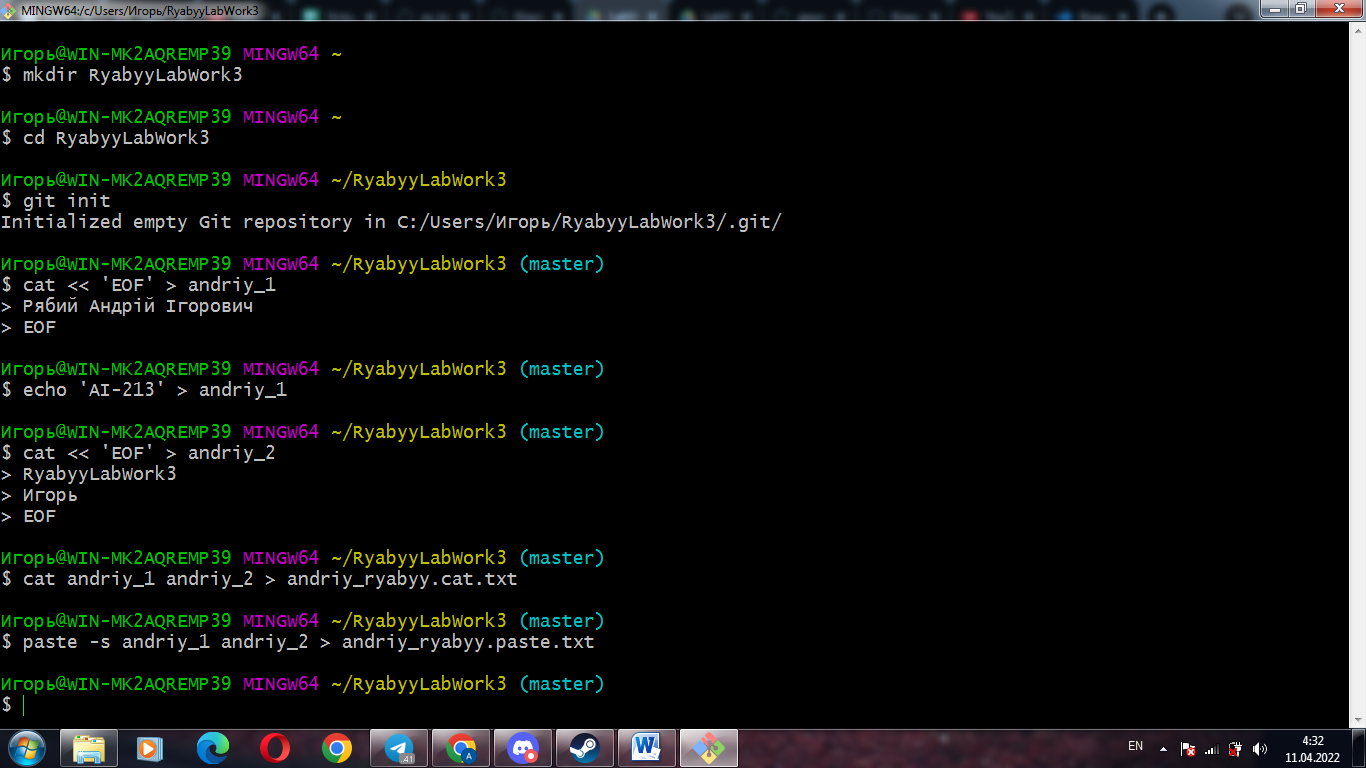 MINGW64:/c/Users/Игорь/RyabyyLabWork3
Игорь@WIN-MK2AQREMP39 MINGW64 ~
$ mkdir RyabyyLabWork3
Игорь@WIN-MK2AQREMP39 MINGW64 ~
$ cd RyabyyLabWork3
Игорь@WIN-MK2AQREMP39 MINGW64 ~/RyabyyLabWork3
$ git init
Initialized empty Git repository in C:/Users/Игорь/RyabyyLabWork3/.git/
Игорь@WIN-MK2AQREMP39 MINGW64 ~/RyabyyLabWork3 (master)
$ cat << 'EOF' > andriy_1
> Рябий Андрій Ігорович
> EOF
Игорь@WIN-MK2AQREMP39 MINGW64 ~/RyabyyLabWork3 (master)
$ echo 'AI-213' > andriy_1
Игорь@WIN-MK2AQREMP39 MINGW64 ~/RyabyyLabWork3 (master)
$ cat << 'EOF' > andriy_2
> RyabyyLabWork3
> Игорь
> EOF
Игорь@WIN-MK2AQREMP39 MINGW64 ~/RyabyyLabWork3 (master)
$ cat andriy_1 andriy_2 > andriy_ryabyy.cat.txt
Игорь@WIN-MK2AQREMP39 MINGW64 ~/RyabyyLabWork3 (master)
$ paste -s andriy_1 andriy_2 > andriy_ryabyy.paste.txt
Игорь@WIN-MK2AQREMP39 MINGW64 ~/RyabyyLabWork3 (master)
$
41
A
W
EN
4:32
11.04.2022